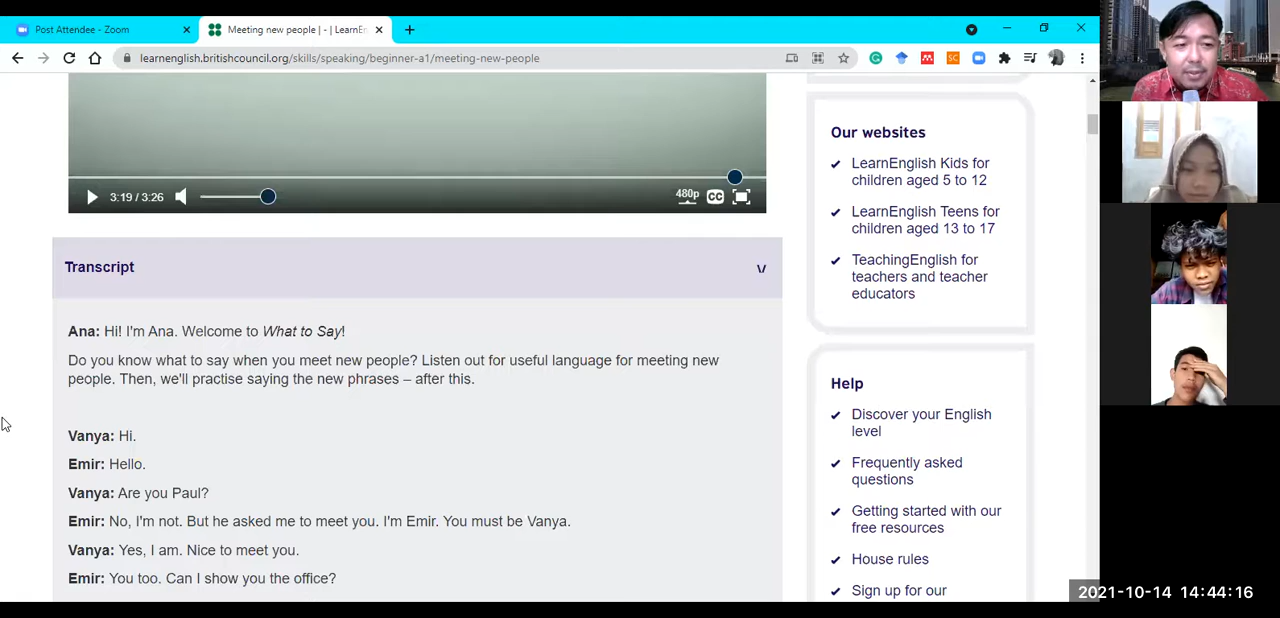 Post Attendee - Zoom
Meeting new people | - | LearnEn
learnenglish.britishcouncil.org/skills/speaking/beginner-a1/meeting-new-people
3:19 / 3:26
480p
CC
Transcript
Ana: Hi! I'm Ana. Welcome to What to Say!
Do you know what to say when you meet new people? Listen out for useful language for meeting new
people. Then, we'll practise saying the new phrases – after this.
Vanya: Hi.
Emir: Hello.
Vanya: Are you Paul?
Emir: No, I'm not. But he asked me to meet you. I'm Emir. You must be Vanya.
Vanya: Yes, I am. Nice to meet you.
Emir: You too. Can I show you the office?
Our websites
LearnEnglish Kids for
children aged 5 to 12
LearnEnglish Teens for
children aged 13 to 17
TeachingEnglish for
teachers and teacher
educators
Help
Discover your English
level
Frequently asked
questions
Getting started with our
free resources
House rules
Sign up for our
2021-10-14 14:44:16